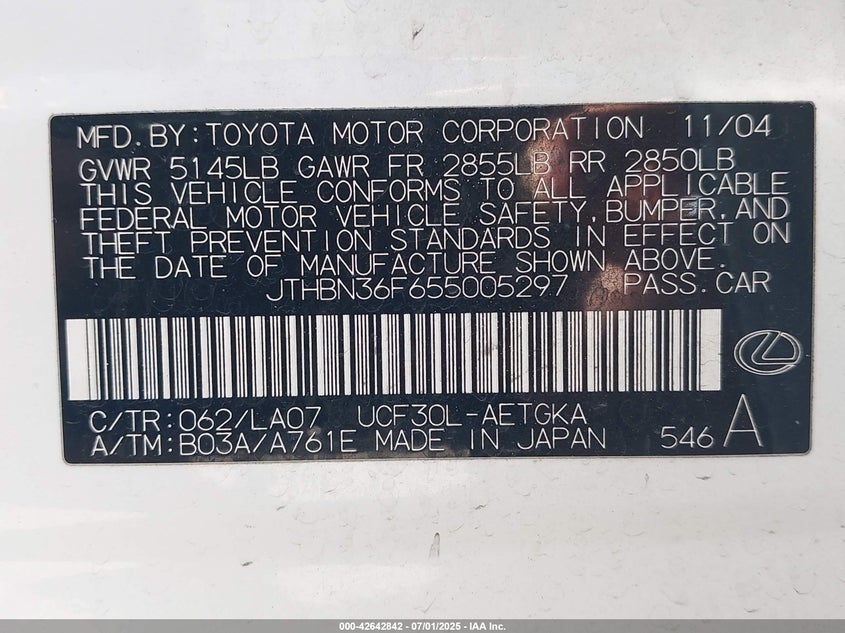 MFD.BY:TOYOTA MOTOR CORPORATION 11/04
GVWR 5145LB GAWR FR 2855LB RR 2850LB
THIS VEHICLE CONFORMS TO ALL APPLICABLE
FEDERAL MOTOR VEHICLE SAFETY,BUMPER,AND
THEFT PREVENTION STANDARDS IN EFFECT ON
THE DATE OF MANUFACTURE SHOWN ABOVE.
JTHBN36F655005297 PASS.CAR
C/TR:062/LA07 UCF30L-AETGKA
A/TM:B03A/A761E MADE IN JAPAN 546 A
000-42642842 - 07/01/2025 - IAA Inc.